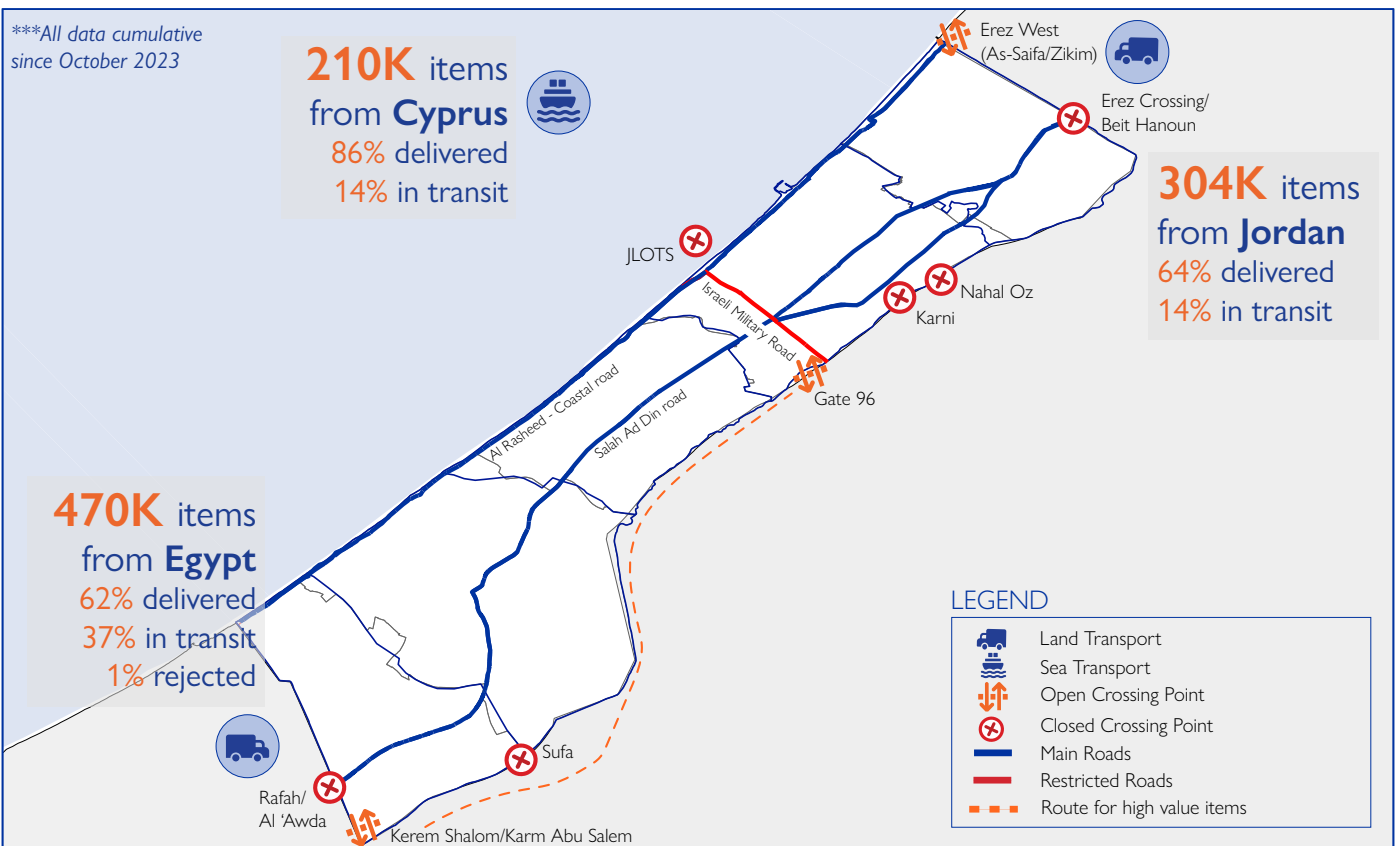 ***All data cumulative
since October 2023
210K items
from Cyprus
86% delivered
14% in transit
Erez West
(As-Saifa/Zikim)
Erez Crossing/
Beit Hanoun
304K items
from Jordan
64% delivered
14% in transit
JLOTS
Israeli Military Road
Nahal Oz
Karni
Gate 96
Al Rasheed - Coastal road
Salah Ad Din road
470K items
from Egypt
62% delivered
37% in transit
1% rejected
Sufa
Rafah/
Al ‘Awda
Kerem Shalom/Karm Abu Salem
LEGEND
Land Transport
Sea Transport
Open Crossing Point
Closed Crossing Point
Main Roads
Restricted Roads
Route for high value items